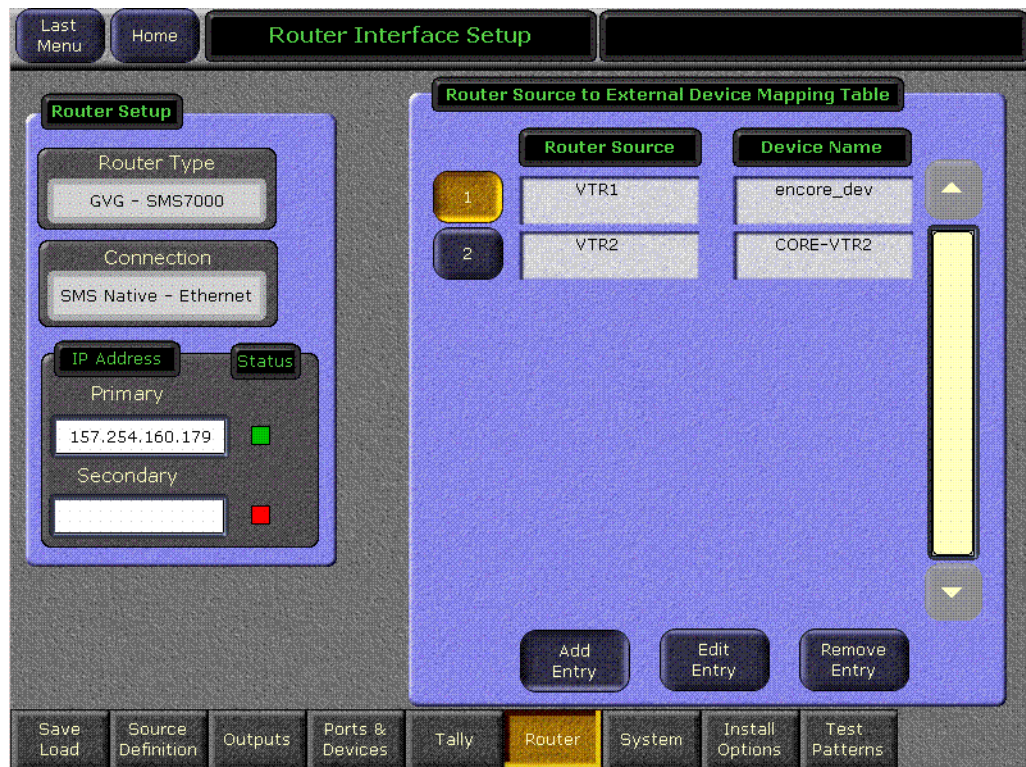 Last
Menu
Home
Router Interface Setup
Router Setup
Router Type
GVG - SMS7000
Connection
SMS Native - Ethernet
IP Address
Status
Primary
157.254.160.179
Secondary
Router Source to External Device Mapping Table
Router Source
Device Name
1
VTR1
encore_dev
2
VTR2
CORE-VTR2
Add
Entry
Edit
Entry
Remove
Entry
Save
Load
Source
Definition
Outputs
Ports &
Devices
Tally
Router
System
Install
Options
Test
Patterns